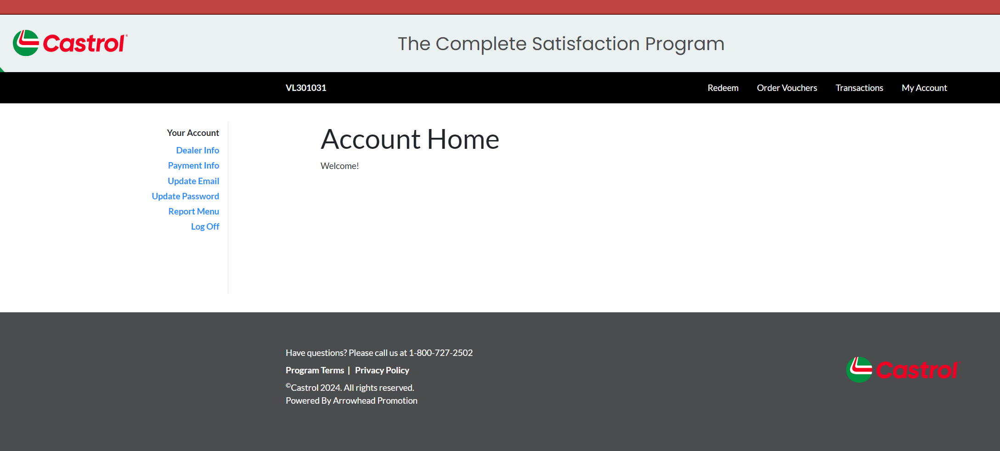 Castrol
The Complete Satisfaction Program
VL301031 Redeem Order Vouchers Transactions My Account
Your Account
Dealer Info
Payment Info
Update Email
Update Password
Report Menu
Log Off
Account Home
Welcome!
Have questions? Please call us at 1-800-727-2502
Program Terms | Privacy Policy
©Castrol 2024. All rights reserved.
Powered By Arrowhead Promotion
Castrol